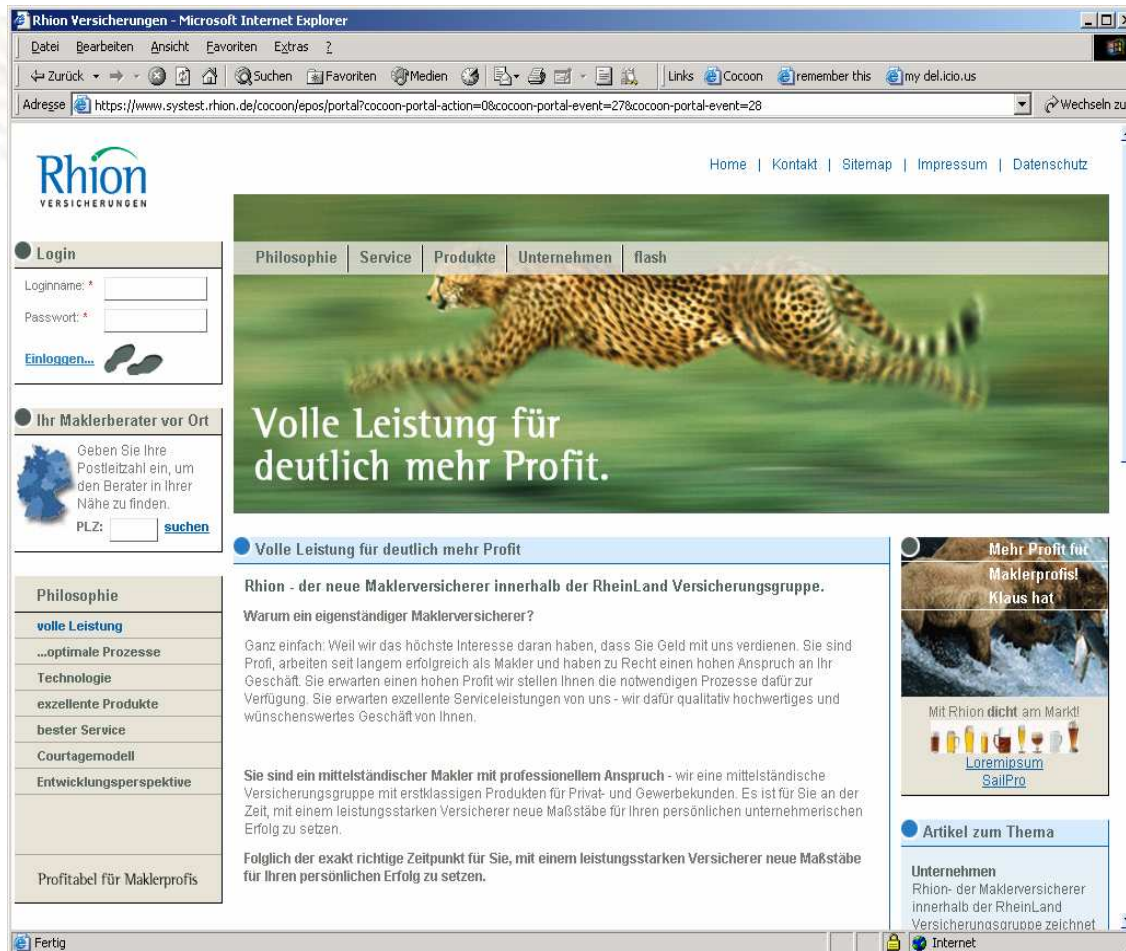 Rhion Versicherungen - Microsoft Internet Explorer
Datei Bearbeiten Ansicht Favoriten Extras ?
Zurück Suchen Favoriten Medien Links Cocoon remember this my del.icio.us
Adresse https://www.systest.rhion.de/cocoon/epos/portal?cocoon-portal-action=0&cocoon-portal-event=27&cocoon-portal-event=28 Wechseln zu
Rhion
VERSICHERUNGEN
Home | Kontakt | Sitemap | Impressum | Datenschutz
Philosophie | Service | Produkte | Unternehmen | flash
Volle Leistung für
deutlich mehr Profit.
Login
Loginname: *
Passwort: *
Einloggen...
Ihr Maklerberater vor Ort
Geben Sie Ihre
Postleitzahl ein, um
den Berater in Ihrer
Nähe zu finden.
PLZ: suchen
Philosophie
volle Leistung
...optimale Prozesse
Technologie
exzellente Produkte
bester Service
Courtagemodell
Entwicklungsperspektive
Profitabel für Maklerprofis
Volle Leistung für deutlich mehr Profit
Rhion - der neue Maklerversicherer innerhalb der RheinLand Versicherungsgruppe.
Warum ein eigenständiger Maklerversicherer?
Ganz einfach: Weil wir das höchste Interesse daran haben, dass Sie Geld mit uns verdienen. Sie sind
Profi, arbeiten seit langem erfolgreich als Makler und haben zu Recht einen hohen Anspruch an Ihr
Geschäft. Sie erwarten einen hohen Profit wir stellen Ihnen die notwendigen Prozesse dafür zur
Verfügung. Sie erwarten exzellente Serviceleistungen von uns - wir dafür qualitativ hochwertiges und
wünschenswertes Geschäft von Ihnen.
Sie sind ein mittelständischer Makler mit professionellem Anspruch - wir eine mittelständische
Versicherungsgruppe mit erstklassigen Produkten für Privat- und Gewerbekunden. Es ist für Sie an der
Zeit, mit einem leistungsstarken Versicherer neue Maßstäbe für Ihren persönlichen unternehmerischen
Erfolg zu setzen.
Folglich der exakt richtige Zeitpunkt für Sie, mit einem leistungsstarken Versicherer neue Maßstäbe
für Ihren persönlichen Erfolg zu setzen.
Mehr Profit für
Maklerprofis!
Klaus hat
Mit Rhion dicht am Markt!
Loremipsum
SailPro
Artikel zum Thema
Unternehmen
Rhion- der Maklerversicherer
innerhalb der RheinLand
Versicherungsgruppe zeichnet
Fertig Internet